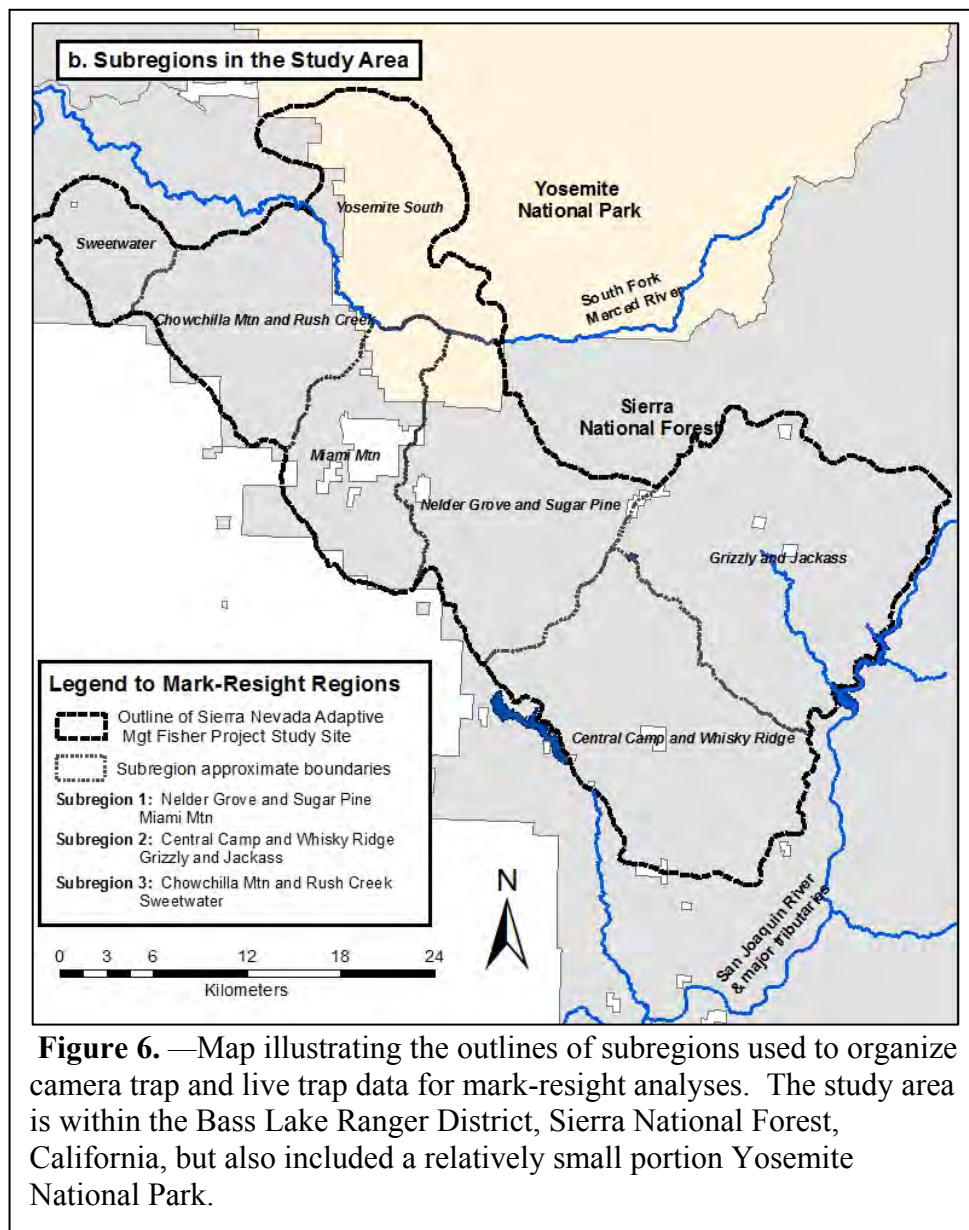 b. Subregions in the Study Area
Yosemite South
Yosemite
National Park
Sweetwater
South Fork
Merced River
Chowchilla Mtn and Rush Creek
Sierra
National Forest
Miami Mtn
Nelder Grove and Sugar Pine
Grizzly and Jackass
Central Camp and Whisky Ridge
Legend to Mark-Resight Regions
Outline of Sierra Nevada Adaptive
Mgt Fisher Project Study Site
Subregion approximate boundaries
Subregion 1: Nelder Grove and Sugar Pine
Miami Mtn
Subregion 2: Central Camp and Whisky Ridge
Grizzly and Jackass
Subregion 3: Chowchilla Mtn and Rush Creek
Sweetwater
N
San Joaquin River
& major tributaries
0 3 6 12 18 24
Kilometers
Figure 6. —Map illustrating the outlines of subregions used to organize
camera trap and live trap data for mark-resight analyses. The study area
is within the Bass Lake Ranger District, Sierra National Forest,
California, but also included a relatively small portion Yosemite
National Park.